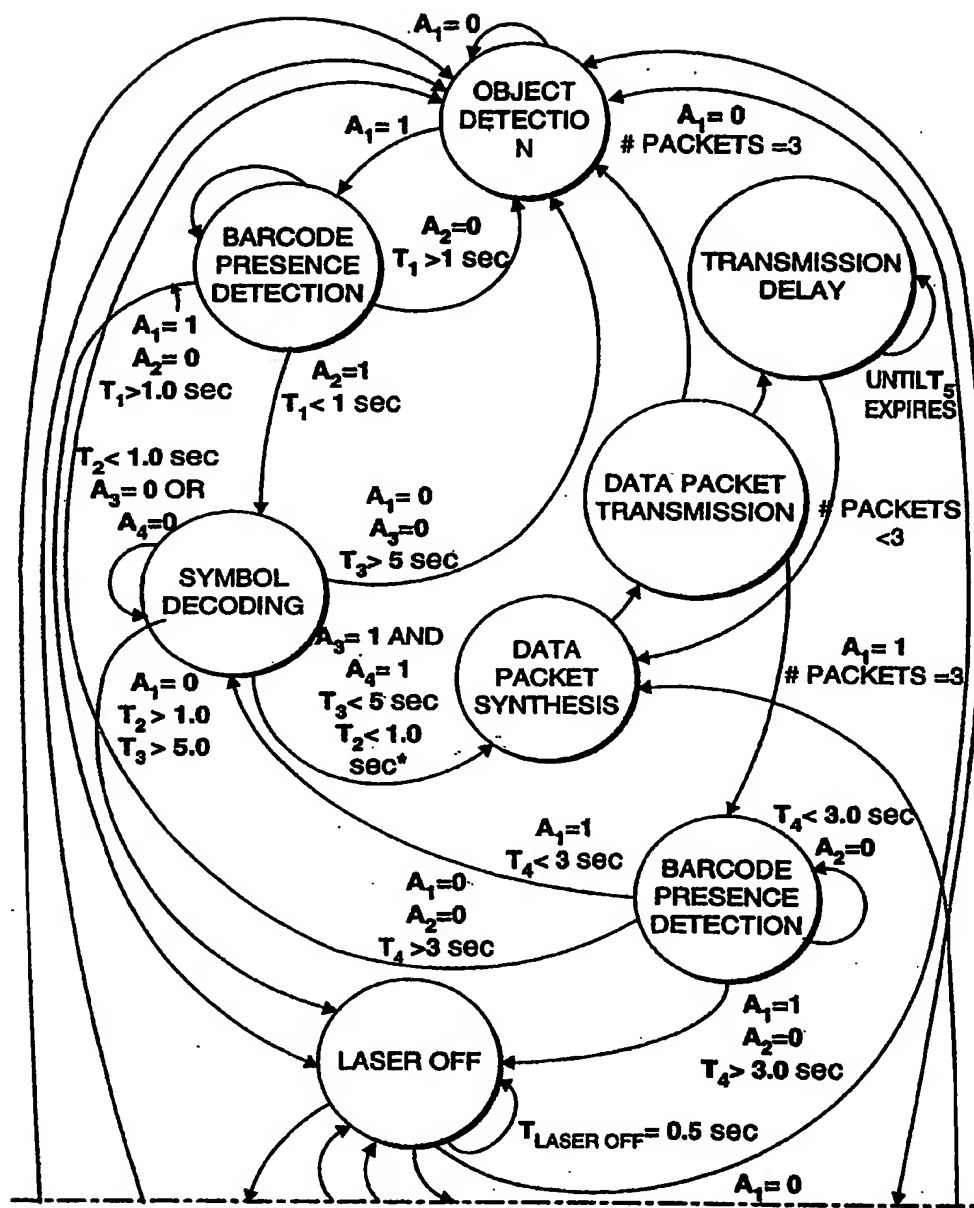 A₁= 0
OBJECT
DETECTIO
N
A₁= 1
A₁= 0
# PACKETS =3
BARCODE
PRESENCE
DETECTION
A₂=0
T₁ >1 sec
TRANSMISSION
DELAY
A₁= 1
A₂= 0
T₁>1.0 sec
A₂=1
T₁< 1 sec
UNTIL T₅
EXPIRES
T₂< 1.0 sec
A₃= 0 OR
A₄=0
A₁= 0
A₃=0
T₃> 5 sec
DATA PACKET
TRANSMISSION
# PACKETS
<3
SYMBOL
DECODING
A₃= 1 AND
A₄= 1
T₃< 5 sec
T₂< 1.0
sec*
DATA
PACKET
SYNTHESIS
A₁= 1
# PACKETS =3
A₁= 0
T₂ > 1.0
T₃ > 5.0
A₁=1
T₄< 3 sec
T₄< 3.0 sec
A₂=0
BARCODE
PRESENCE
DETECTION
A₁=0
A₂=0
T₄ >3 sec
A₁=1
A₂=0
T₄> 3.0 sec
LASER OFF
T LASER OFF= 0.5 sec
A₁= 0